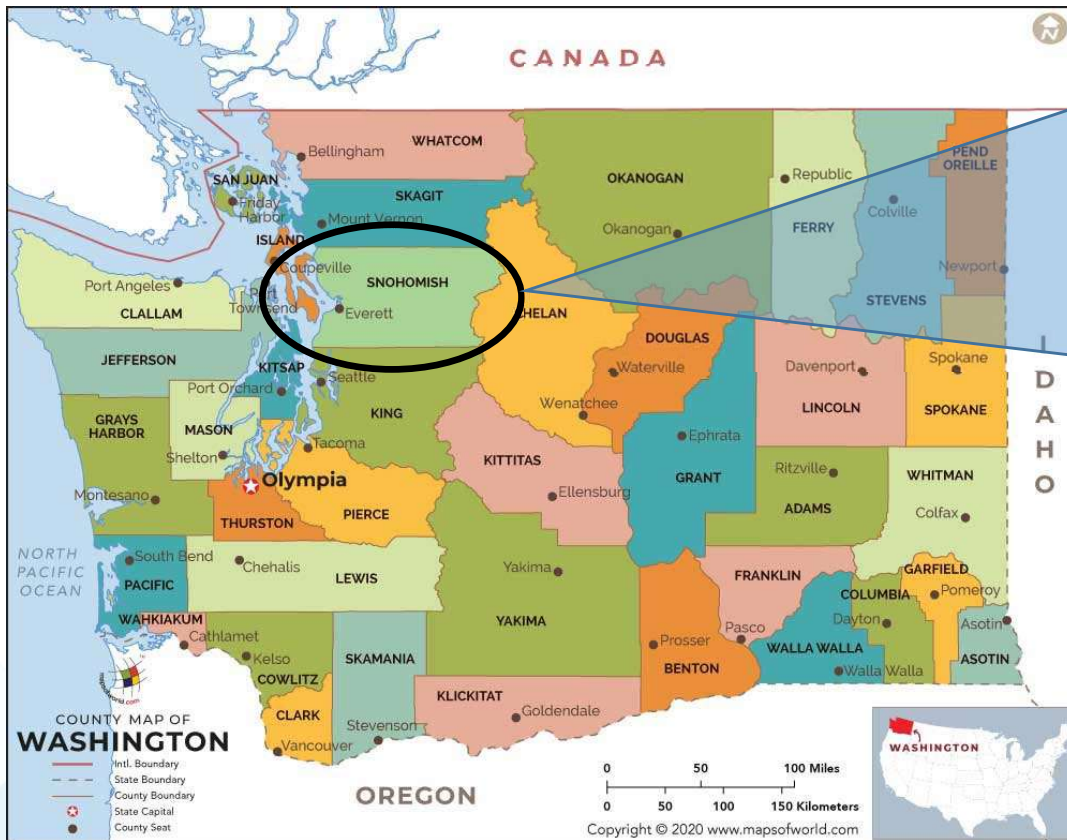 N
CANADA
WHATCOM
Bellingham
SAN JUAN
Friday
Harbor
SKAGIT
Mount Vernon
OKANOGAN
Okanogan
Republic
FERRY
PEND
OREILLE
Colville
Newport
STEVENS
ISLAND
Coupeville
SNOHOMISH
Everett
Port
Townsend
Port Angeles
CLALLAM
JEFFERSON
CHELAN
DOUGLAS
Waterville
Wenatchee
KITSAP
Seattle
Port Orchard
KING
Davenport
LINCOLN
Spokane
SPOKANE
IDAHO
GRAYS
HARBOR
MASON
Shelton
Tacoma
Olympia
Montesano
THURSTON
PIERCE
KITTITAS
Ellensburg
Ephrata
GRANT
Ritzville
ADAMS
WHITMAN
Colfax
NORTH
PACIFIC
OCEAN
South Bend
PACIFIC
Chehalis
LEWIS
Yakima
YAKIMA
FRANKLIN
Pasco
GARFIELD
Pomeroy
COLUMBIA
Dayton
WAHKIAKUM
Cathlamet
Kelso
COWLITZ
SKAMANIA
Prosser
BENTON
WALLA WALLA
Walla Walla
Asotin
ASOTIN
CLARK
Vancouver
Stevenson
KLICKITAT
Goldendale
mapsofworld.com
COUNTY MAP OF
WASHINGTON
Intl. Boundary
State Boundary
County Boundary
State Capital
County Seat
OREGON
0 50 100 Miles
0 50 100 150 Kilometers
Copyright © 2020 www.mapsofworld.com
WASHINGTON